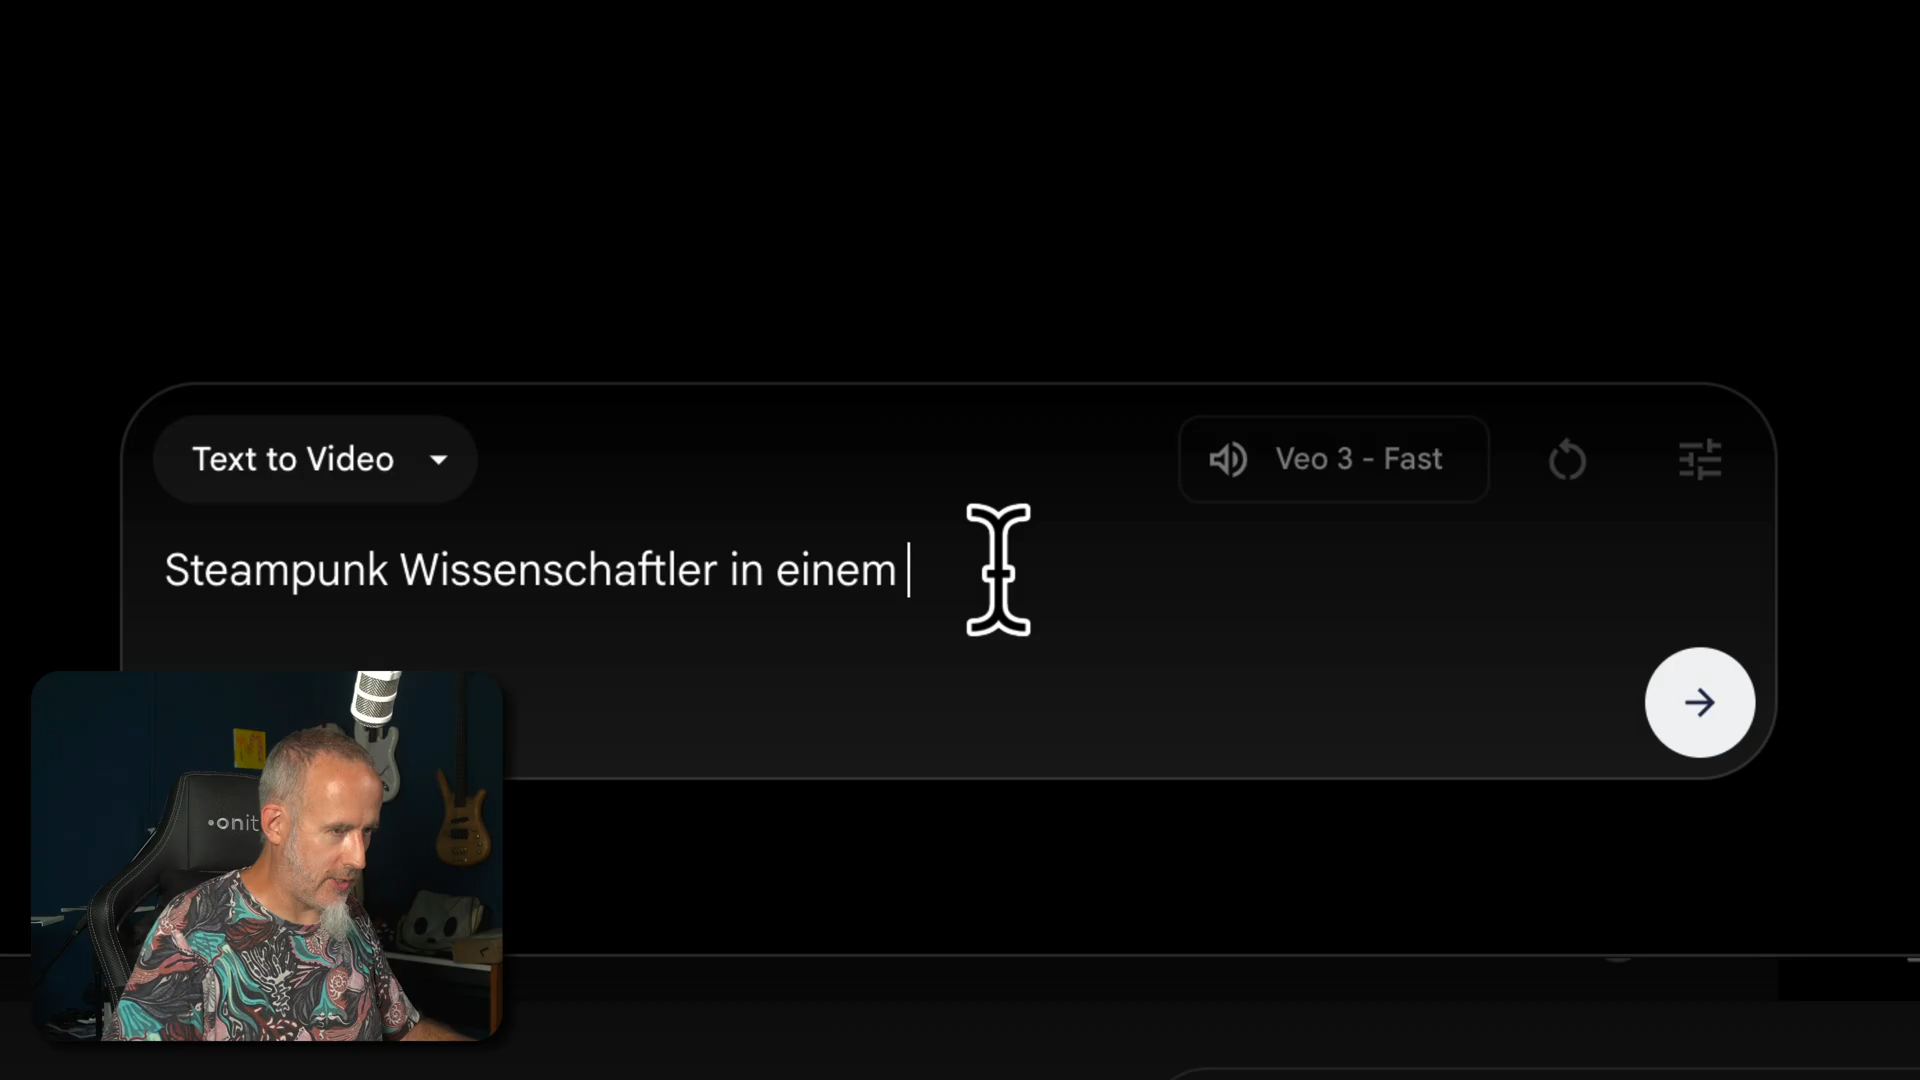 Text to Video
Veo 3 - Fast
Steampunk Wissenschaftler in einem
onit